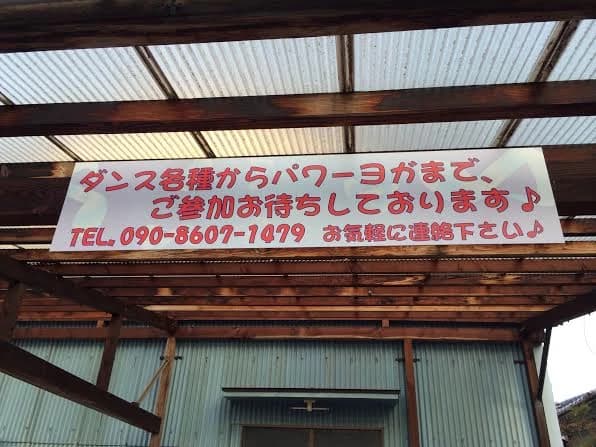 ダンス各種からパワーヨガまで、
ご参加お待ちしております♪
TEL. 090-8607-1479 お気軽に連絡下さい♪